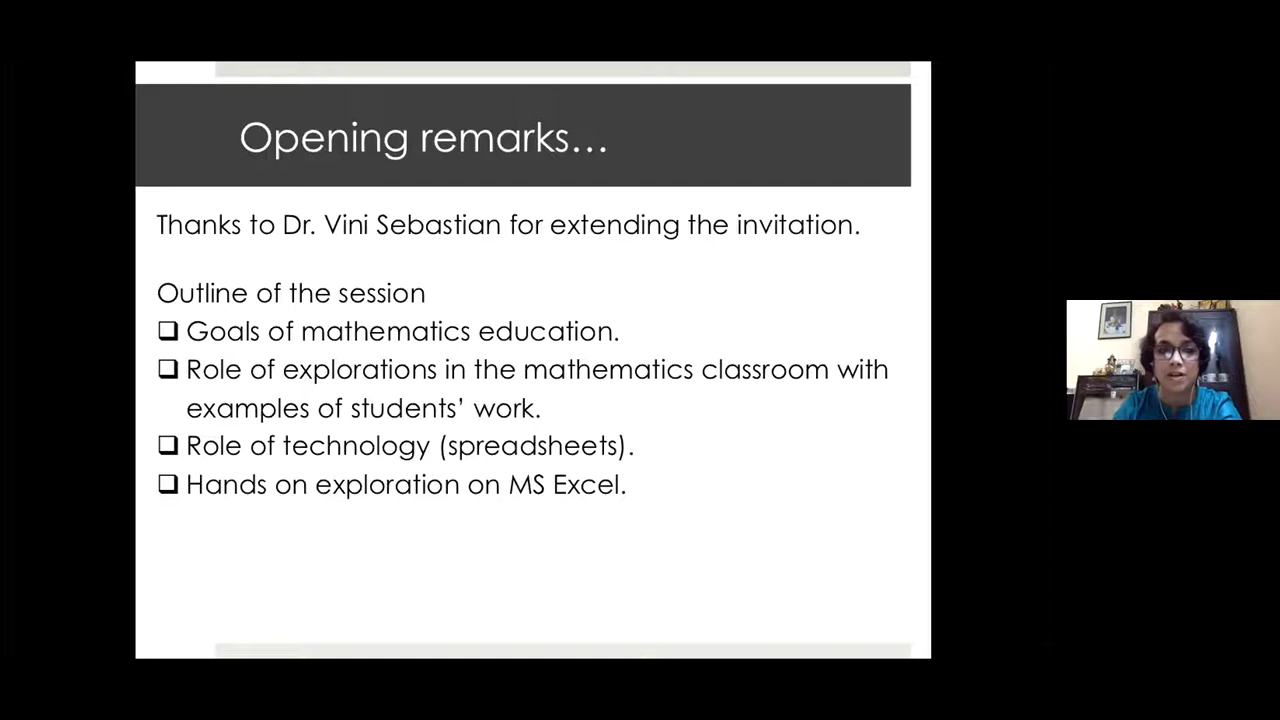 Opening remarks…
Thanks to Dr. Vini Sebastian for extending the invitation.
Outline of the session
❑ Goals of mathematics education.
❑ Role of explorations in the mathematics classroom with
examples of students’ work.
❑ Role of technology (spreadsheets).
❑ Hands on exploration on MS Excel.